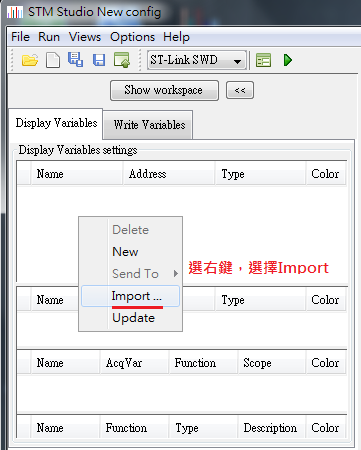 STM Studio New config
File Run Views Options Help
ST-Link SWD
Show workspace <<
Display Variables Write Variables
Display Variables settings
Name Address Type Color
Delete
New
Send To
Import ...
Update
選右鍵，選擇Import
Name Type Color
Name AcqVar Function Scope Color
Name Function Type Description Color